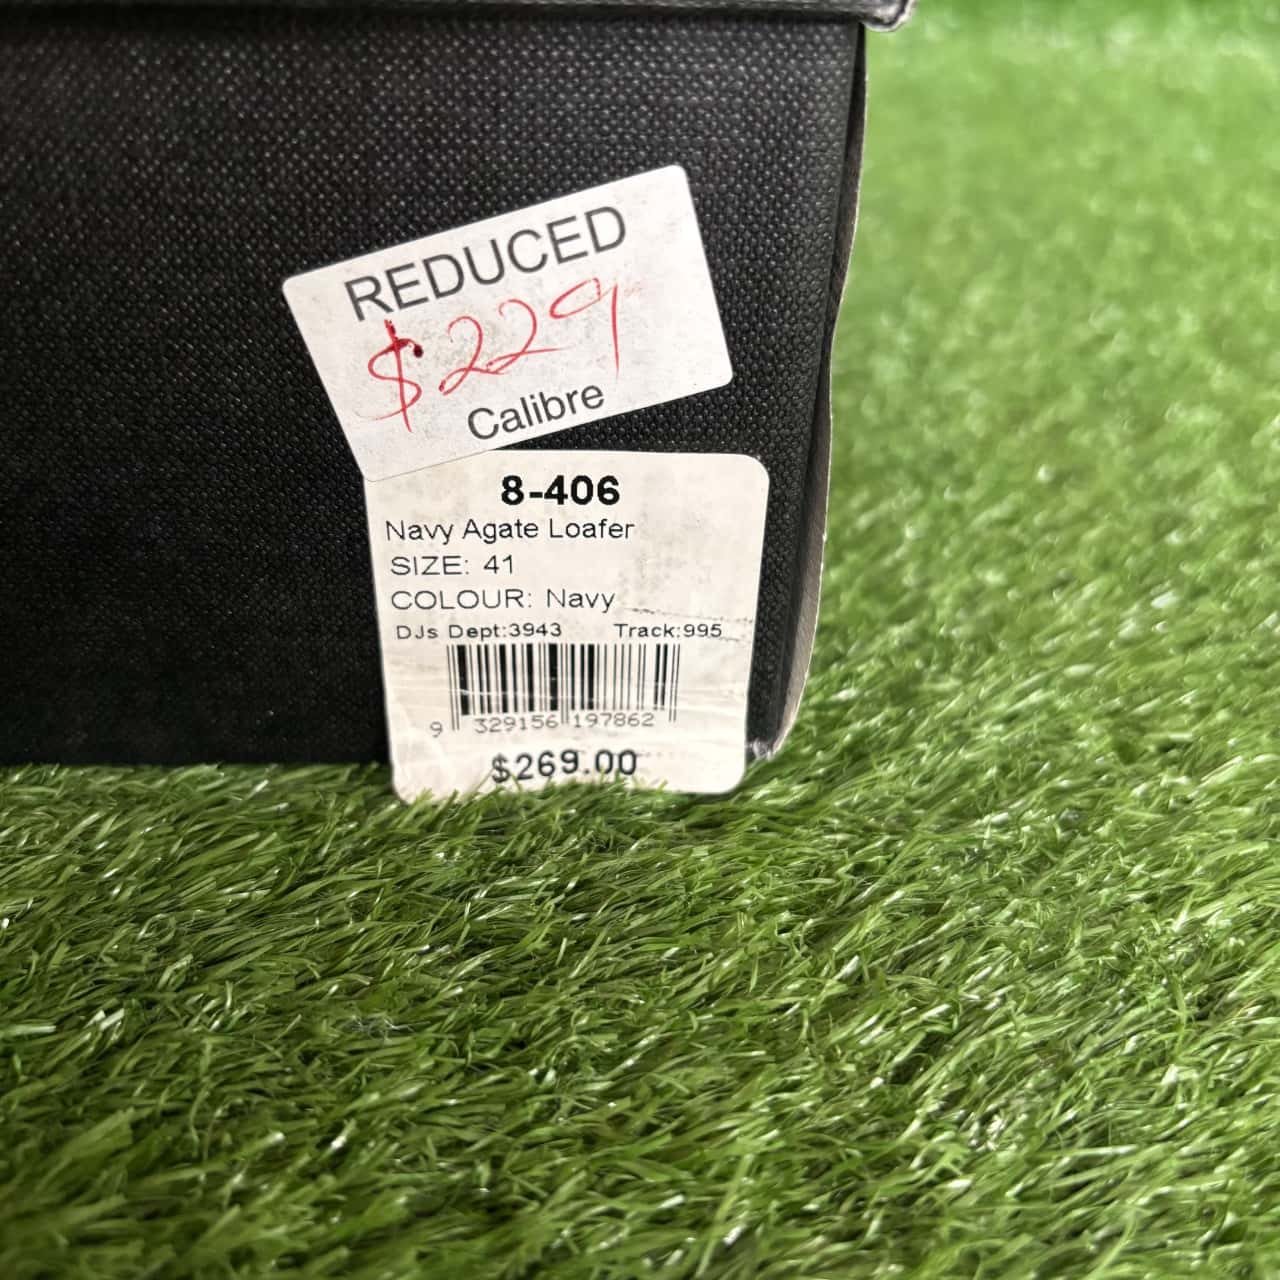 REDUCED
$229
Calibre
8-406
Navy Agate Loafer
SIZE: 41
COLOUR: Navy
DJs Dept:3943 Track:995
9 329156 197862
$269.00